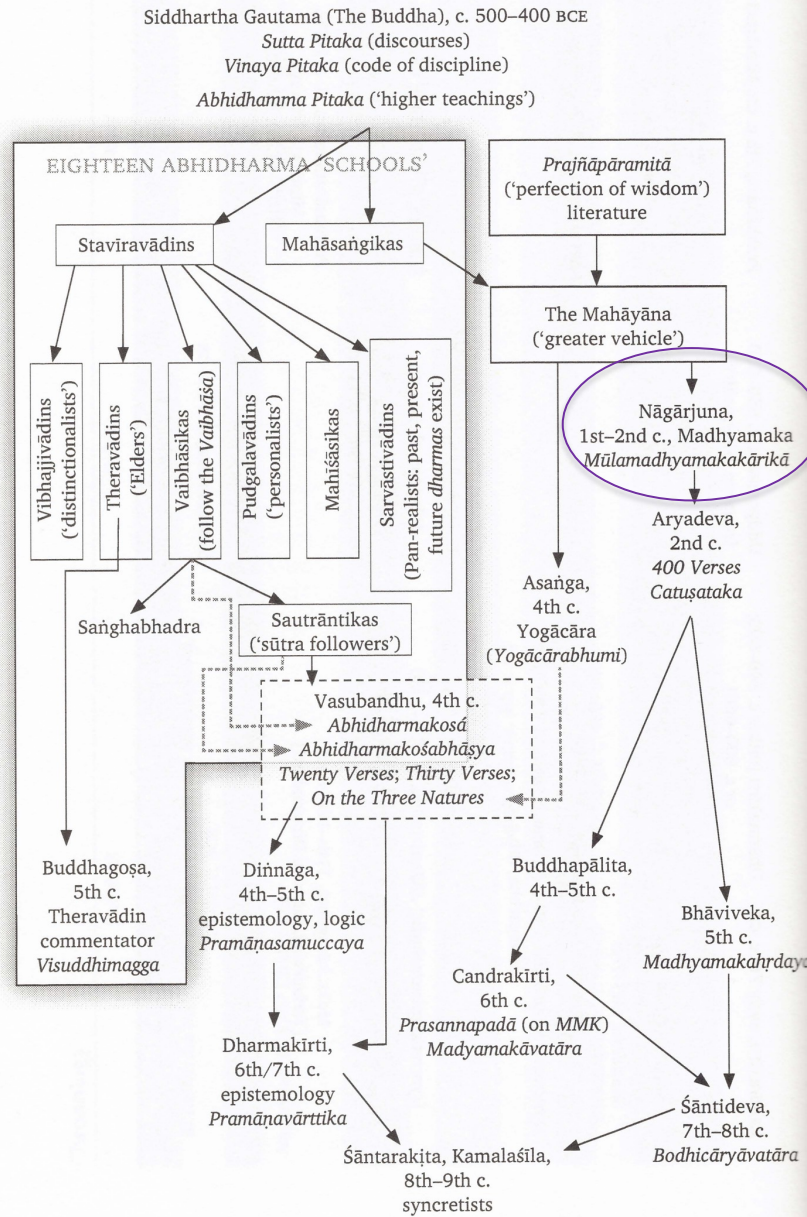 Siddhartha Gautama (The Buddha), c. 500–400 BCE
Sutta Pitaka (discourses)
Vinaya Pitaka (code of discipline)
Abhidhamma Pitaka (‘higher teachings’)
EIGHTEEN ABHIDHARMA ‘SCHOOLS’
Prajñāpāramitā
(‘perfection of wisdom’)
literature
Stavīravādins
Mahāsaṅgikas
The Mahāyāna
(‘greater vehicle’)
Vibhajjivādins
(‘distinctionalists’)
Theravādins
(‘Elders’)
Vaibhāsikas
(follow the Vaibhāśa)
Pudgalavādins
(‘personalists’)
Mahīśāsikas
Sarvāstivādins
(Pan-realists: past, present,
future dharmas exist)
Nāgārjuna,
1st–2nd c., Madhyamaka
Mūlamadhyamakakārikā
Aryadeva,
2nd c.
400 Verses
Catuṣataka
Asaṅga,
4th c.
Yogācāra
(Yogācārabhumi)
Saṅghabhadra
Sautrāntikas
(‘sūtra followers’)
Vasubandhu, 4th c.
Abhidharmakosá
Abhidharmakośabhāṣya
Twenty Verses; Thirty Verses;
On the Three Natures
Buddhagoṣa,
5th c.
Theravādin
commentator
Visuddhimagga
Diṅnāga,
4th–5th c.
epistemology, logic
Pramāṇasamuccaya
Buddhapālita,
4th–5th c.
Bhāviveka,
5th c.
Madhyamakahṛdaya
Candrakīrti,
6th c.
Prasannapadā (on MMK)
Madyamakāvatāra
Dharmakīrti,
6th/7th c.
epistemology
Pramāṇavārttika
Śāntideva,
7th–8th c.
Bodhicāryāvatāra
Śāntarakṣita, Kamalaśīla,
8th–9th c.
syncretists